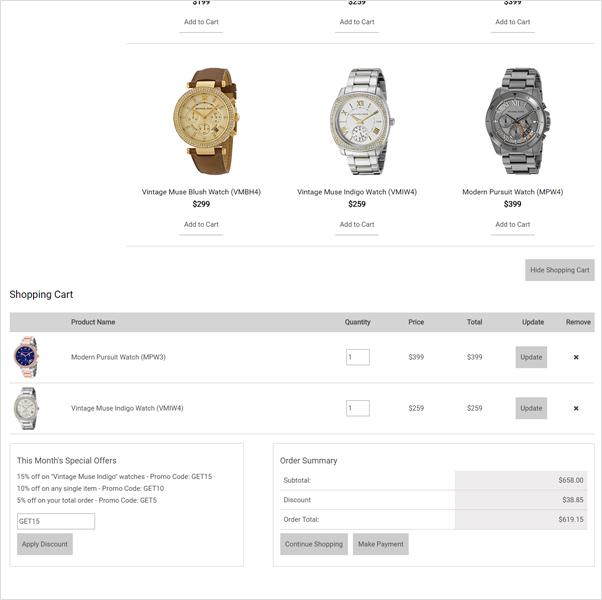 $199 $259 $399
Add to Cart Add to Cart
Vintage Muse Blush Watch (VMBH4) Vintage Muse Indigo Watch (VMIW4) Modern Pursuit Watch (MPW4)
$299 $259 $399
Add to Cart Add to Cart Add to Cart
Hide Shopping Cart
Shopping Cart
Product Name Quantity Price Total Update Remove
Modern Pursuit Watch (MPW3) 1 $399 $399 Update ✖
Vintage Muse Indigo Watch (VMIW4) 1 $259 $259 Update ✖
This Month's Special Offers
15% off on "Vintage Muse Indigo" watches - Promo Code: GET15
10% off on any single item - Promo Code: GET10
5% off on your total order - Promo Code: GET5
GET15
Apply Discount
Order Summary
Subtotal: $658.00
Discount $38.85
Order Total: $619.15
Continue Shopping Make Payment